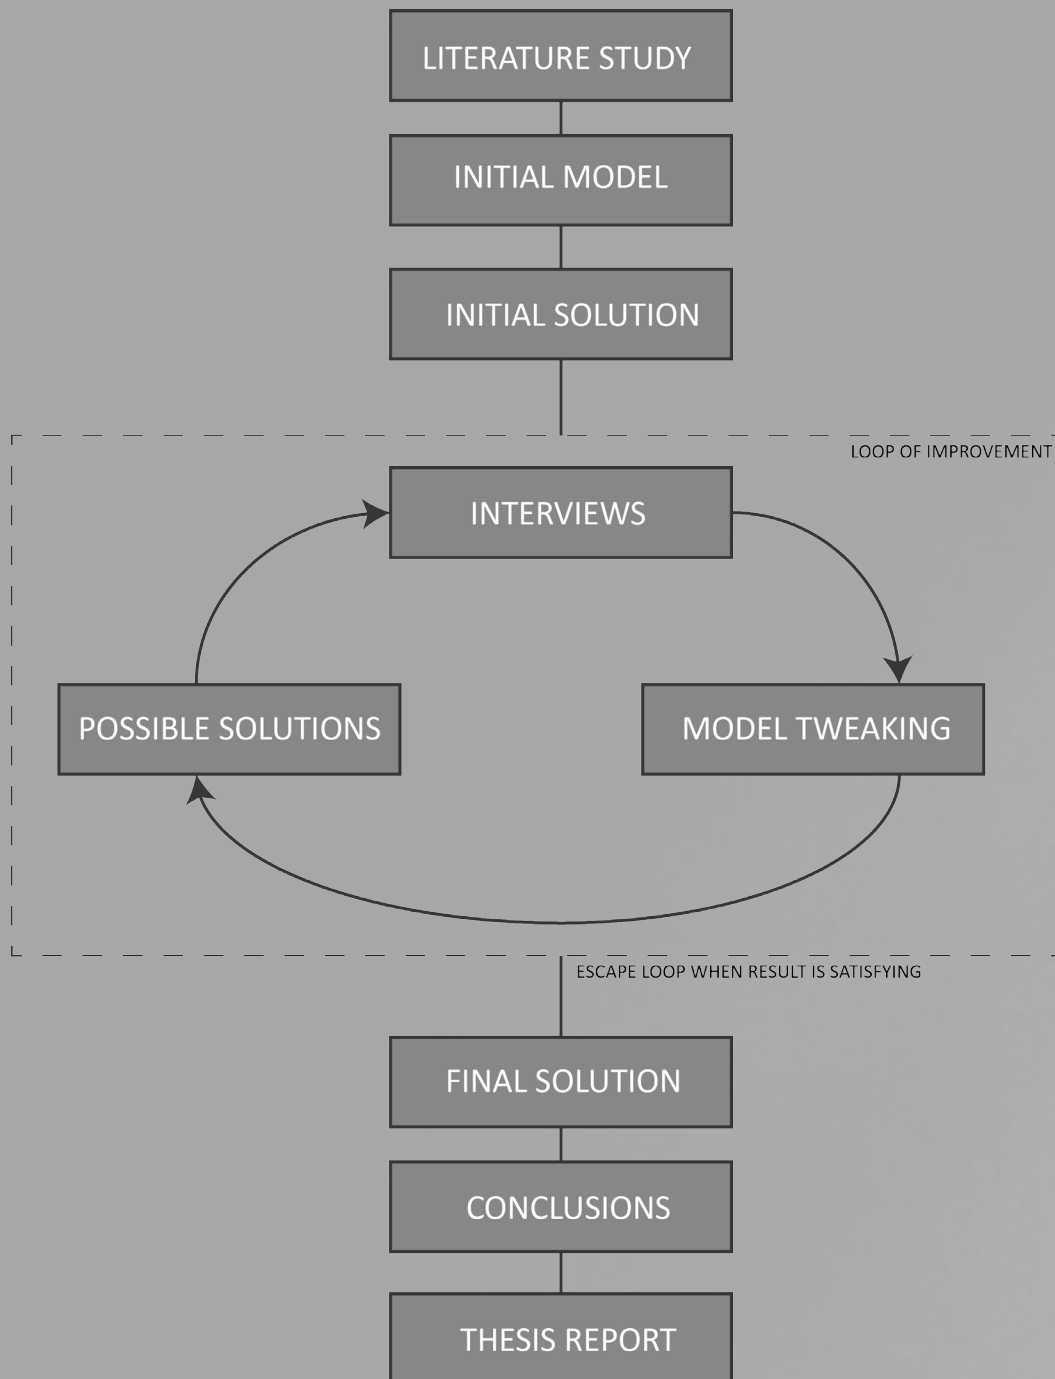 LITERATURE STUDY
INITIAL MODEL
INITIAL SOLUTION
LOOP OF IMPROVEMENT
INTERVIEWS
POSSIBLE SOLUTIONS
MODEL TWEAKING
ESCAPE LOOP WHEN RESULT IS SATISFYING
FINAL SOLUTION
CONCLUSIONS
THESIS REPORT